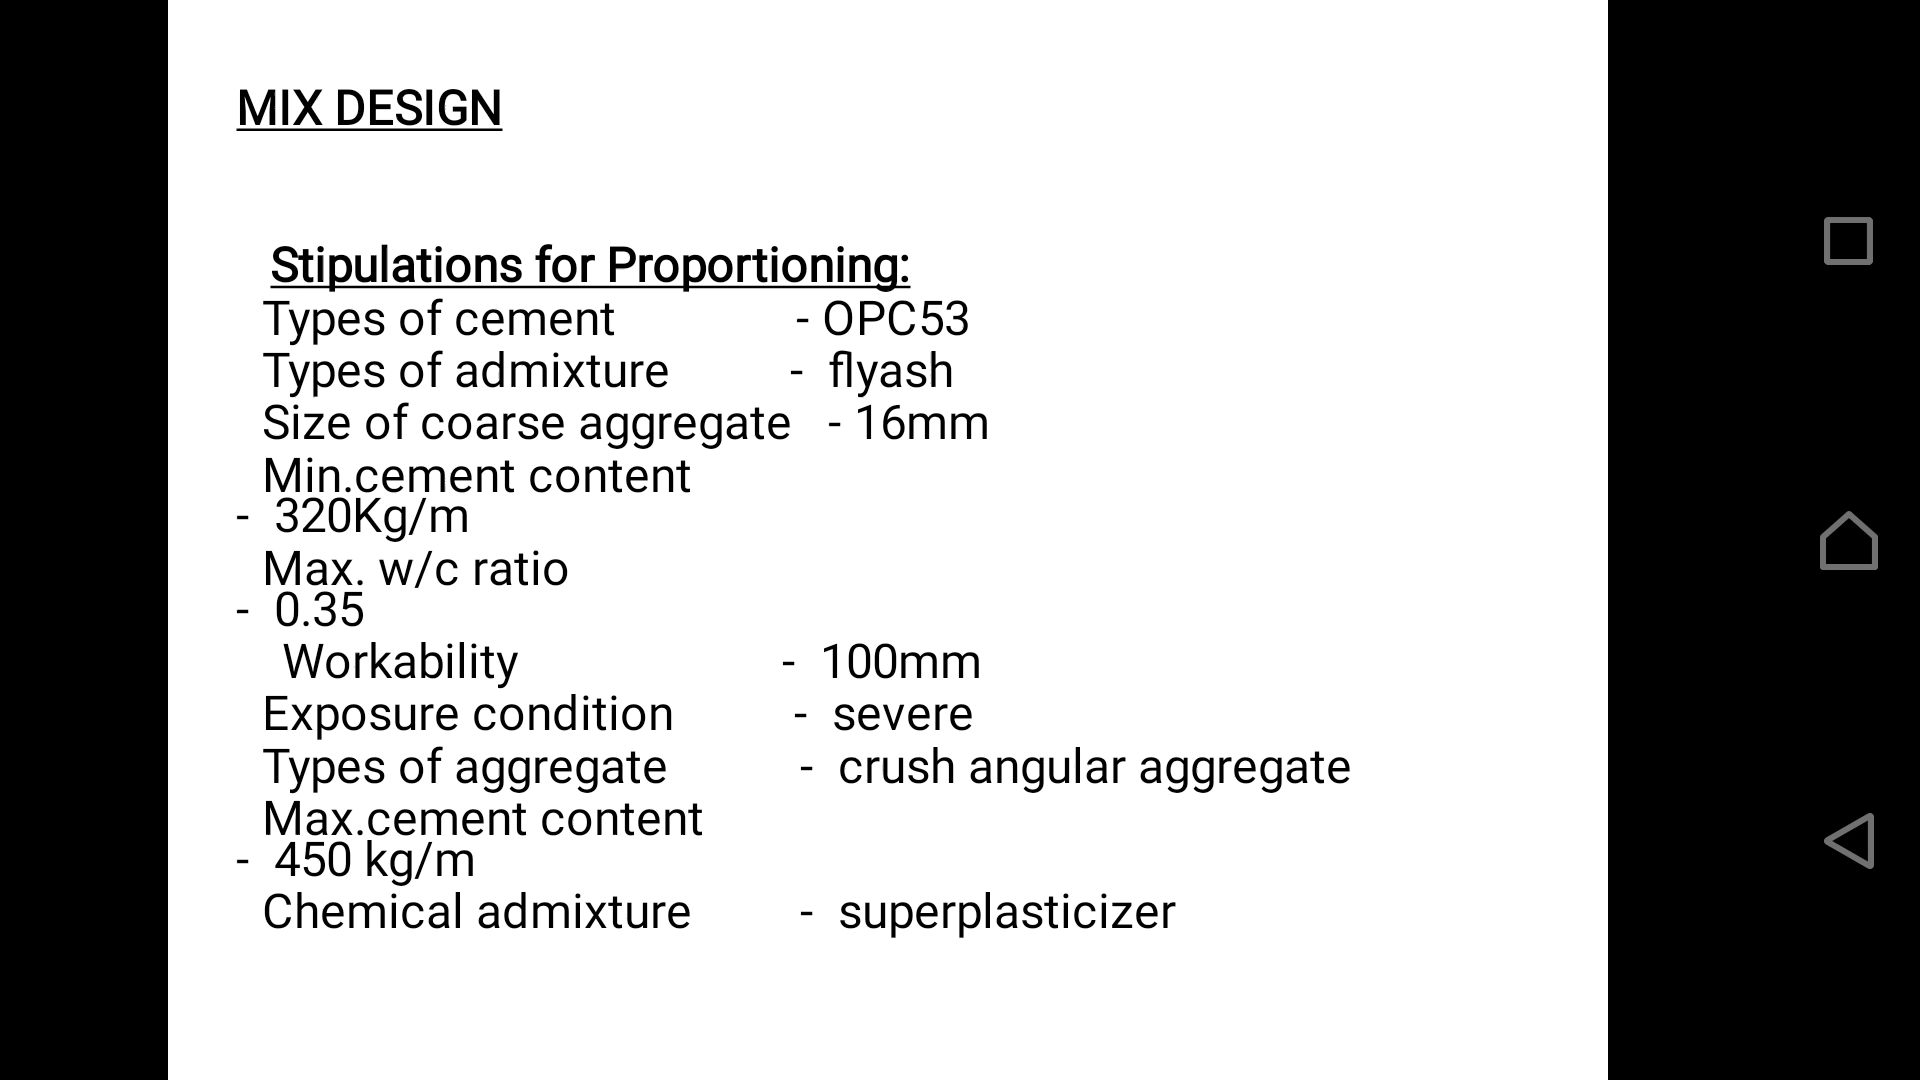 MIX DESIGN
Stipulations for Proportioning:
Types of cement - OPC53
Types of admixture - flyash
Size of coarse aggregate - 16mm
Min.cement content
- 320Kg/m
Max. w/c ratio
- 0.35
Workability - 100mm
Exposure condition - severe
Types of aggregate - crush angular aggregate
Max.cement content
- 450 kg/m
Chemical admixture - superplasticizer